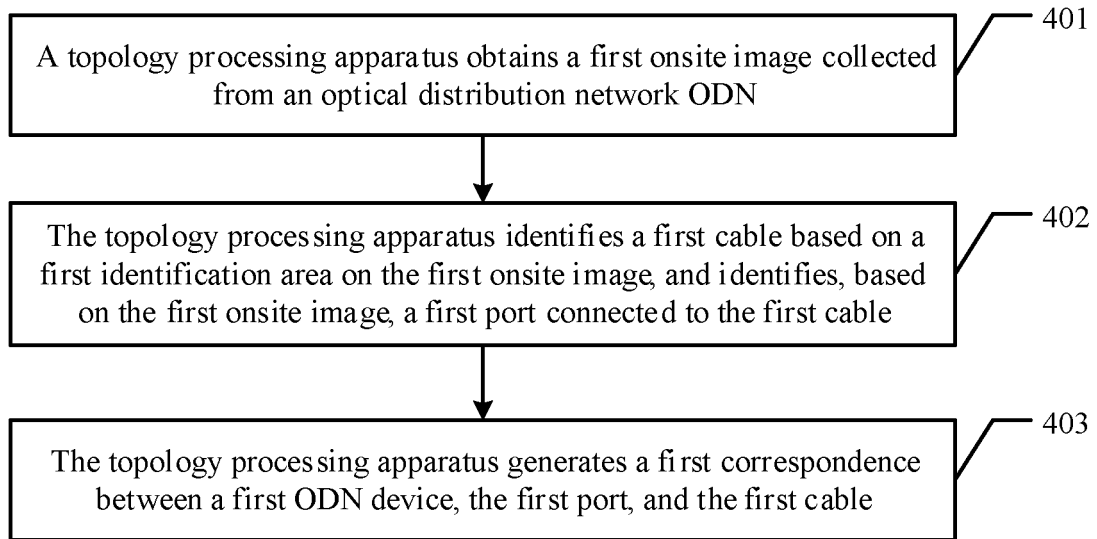 401
A topology processing apparatus obtains a first onsite image collected
from an optical distribution network ODN
402
The topology processing apparatus identifies a first cable based on a
first identification area on the first onsite image, and identifies, based
on the first onsite image, a first port connected to the first cable
403
The topology processing apparatus generates a first correspondence
between a first ODN device, the first port, and the first cable